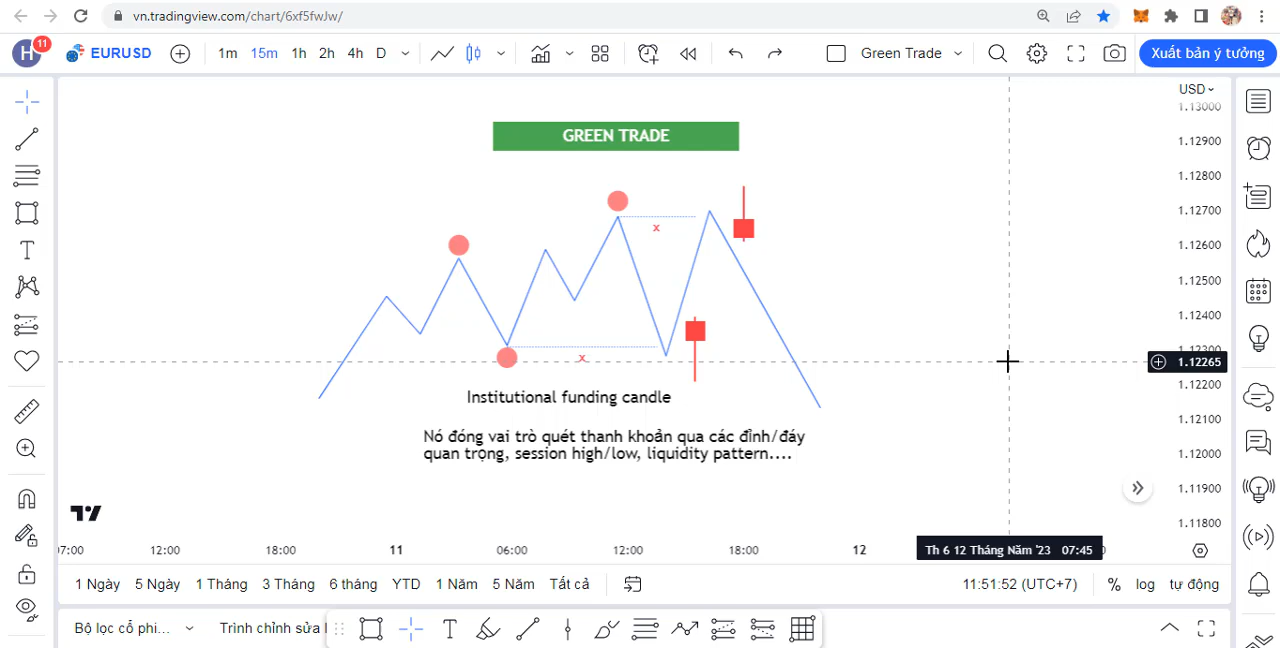 vn.tradingview.com/chart/6xf5fwJw/
H 11 EURUSD 1m 15m 1h 2h 4h D Green Trade Xuất bản ý tưởng
USD
1.13000
GREEN TRADE
1.12900
1.12800
1.12700
x
1.12600
1.12500
1.12400
1.12300
x
1.12265
1.12200
Institutional funding candle
1.12100
Nó đóng vai trò quét thanh khoản qua các đỉnh/đáy
quan trọng, session high/low, liquidity pattern....
1.12000
1.11900
1.11800
07:00 12:00 18:00 11 06:00 12:00 18:00 12 Th 6 12 Tháng Năm '23 07:45
1 Ngày 5 Ngày 1 Tháng 3 Tháng 6 tháng YTD 1 Năm 5 Năm Tất cả 11:51:52 (UTC+7) % log tự động
Bộ lọc cổ phi... Trình chỉnh sửa